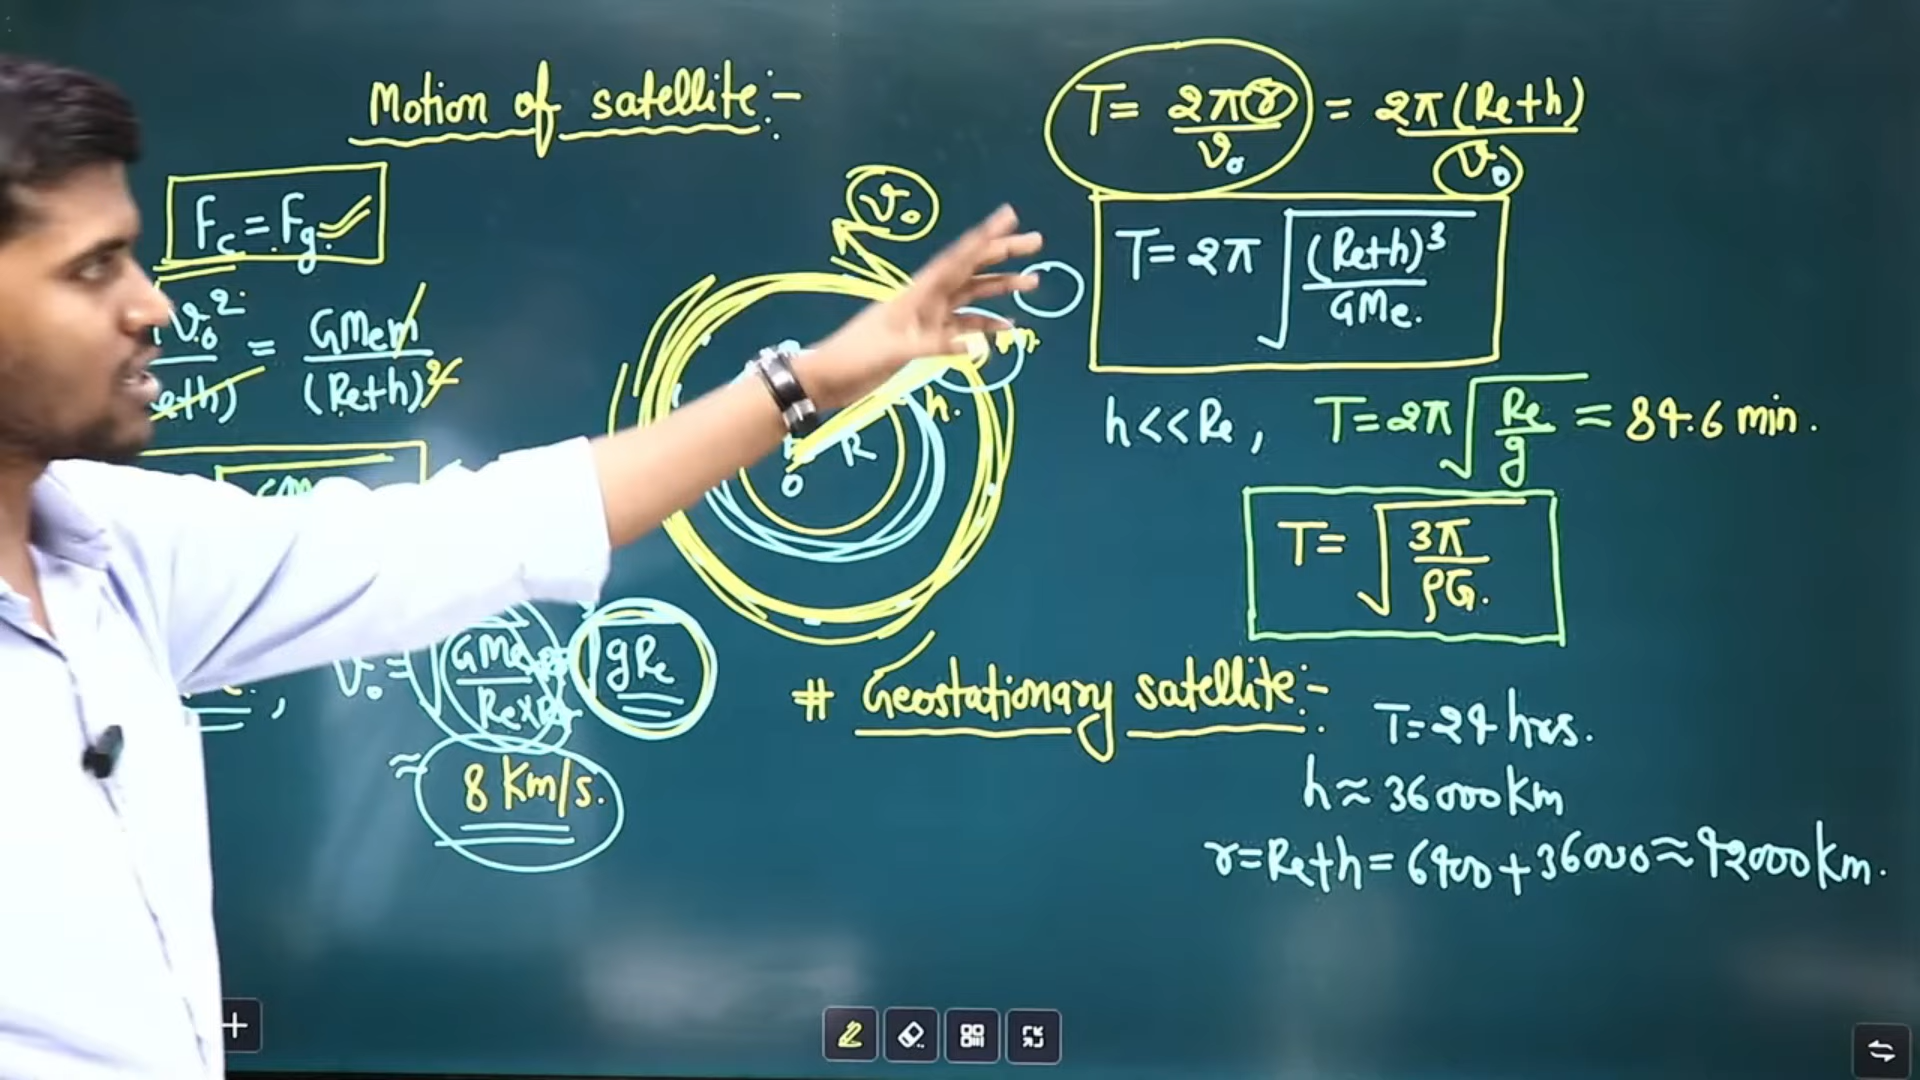 Motion of satellite:-
Fc = Fg
v₀² = GMem
(Re+h)²
v₀
m
h
R
O
v₀ = √ GMe
gRe
≈ 8 Km/s.
T = 2πr / v₀ = 2π(Re+h) / v₀
T = 2π √ (Re+h)³ / GMe.
h<<Re, T = 2π √ Re / g = 84.6 min.
T = √ 3π / ρG.
# Geostationary satellite:-
T = 24 hrs.
h ≈ 36000 Km
r = Re+h = 6400 + 36000 ≈ 42000 Km.